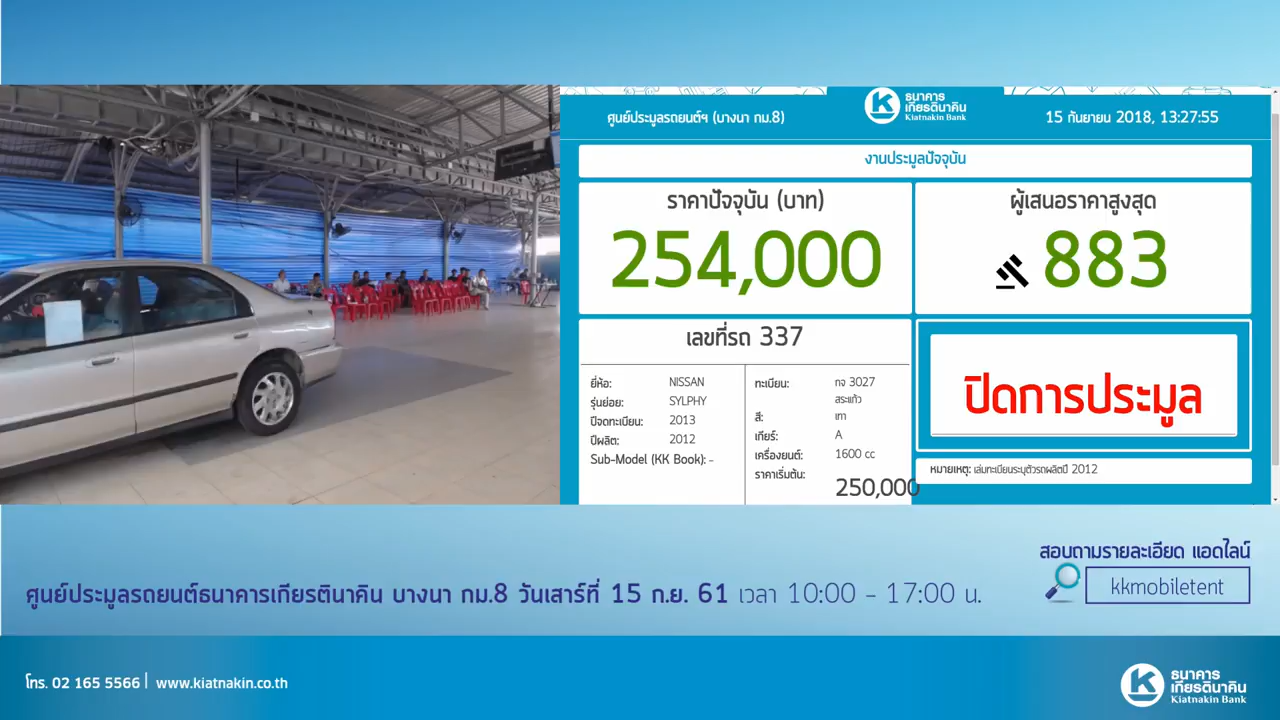 ศูนย์ประมูลรถยนต์ฯ (บางนา กม.8)
ธนาคาร
เกียรตินาคิน
Kiatnakin Bank
15 กันยายน 2018, 13:27:55
งานประมูลปัจจุบัน
ราคาปัจจุบัน (บาท)
254,000
ผู้เสนอราคาสูงสุด
883
เลขที่รถ 337
ยี่ห้อ: NISSAN
รุ่นย่อย: SYLPHY
ปีจดทะเบียน: 2013
ปีผลิต: 2012
Sub-Model (KK Book): -
ทะเบียน: กจ 3027
สระแก้ว
สี: เทา
เกียร์: A
เครื่องยนต์: 1600 cc
ราคาเริ่มต้น:
250,000
ปิดการประมูล
หมายเหตุ: เล่มทะเบียนระบุตัวรถผลิตปี 2012
สอบถามรายละเอียด แอดไลน์
kkmobiletent
ศูนย์ประมูลรถยนต์ธนาคารเกียรตินาคิน บางนา กม.8 วันเสาร์ที่ 15 ก.ย. 61 เวลา 10:00 - 17:00 น.
โทร. 02 165 5566 | www.kiatnakin.co.th
ธนาคาร
เกียรตินาคิน
Kiatnakin Bank